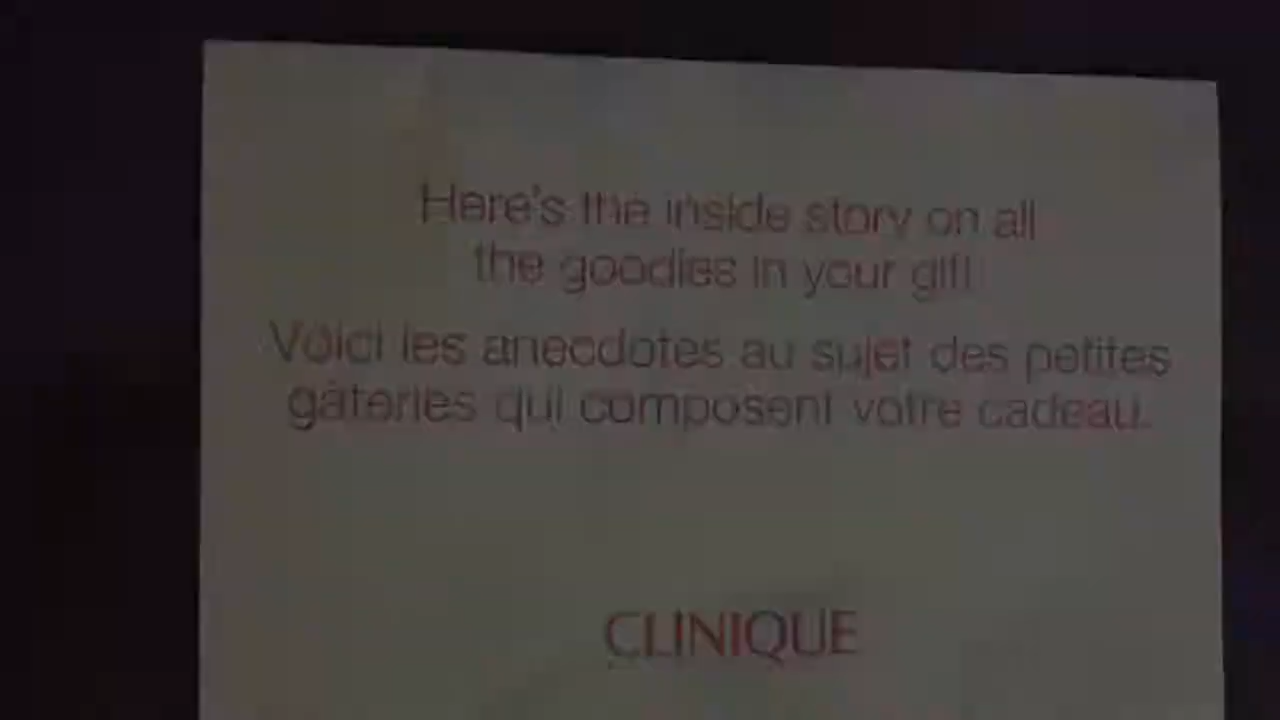 Here's the inside story on all
the goodies in your gift.
Voici les anecdotes au sujet des petites
gâteries qui composent votre cadeau.
CLINIQUE